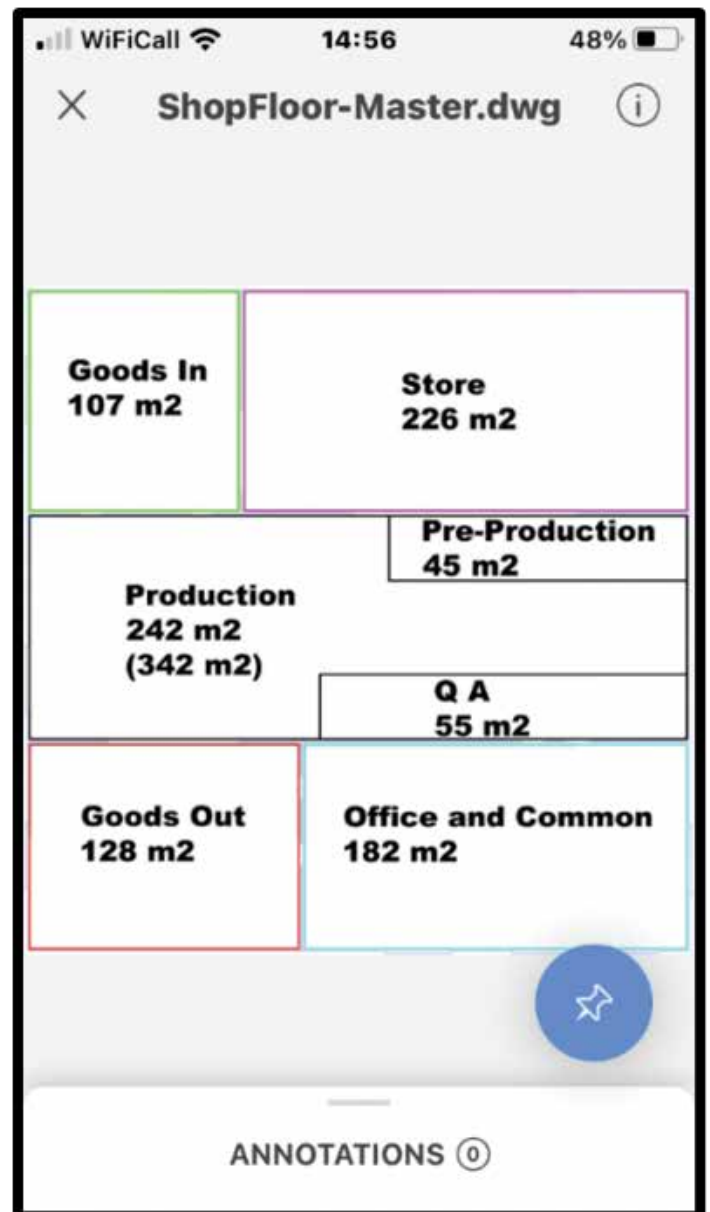 WiFiCall 14:56 48%
ShopFloor-Master.dwg
Goods In
107 m2
Store
226 m2
Pre-Production
45 m2
Production
242 m2
(342 m2)
Q A
55 m2
Goods Out
128 m2
Office and Common
182 m2
ANNOTATIONS 0